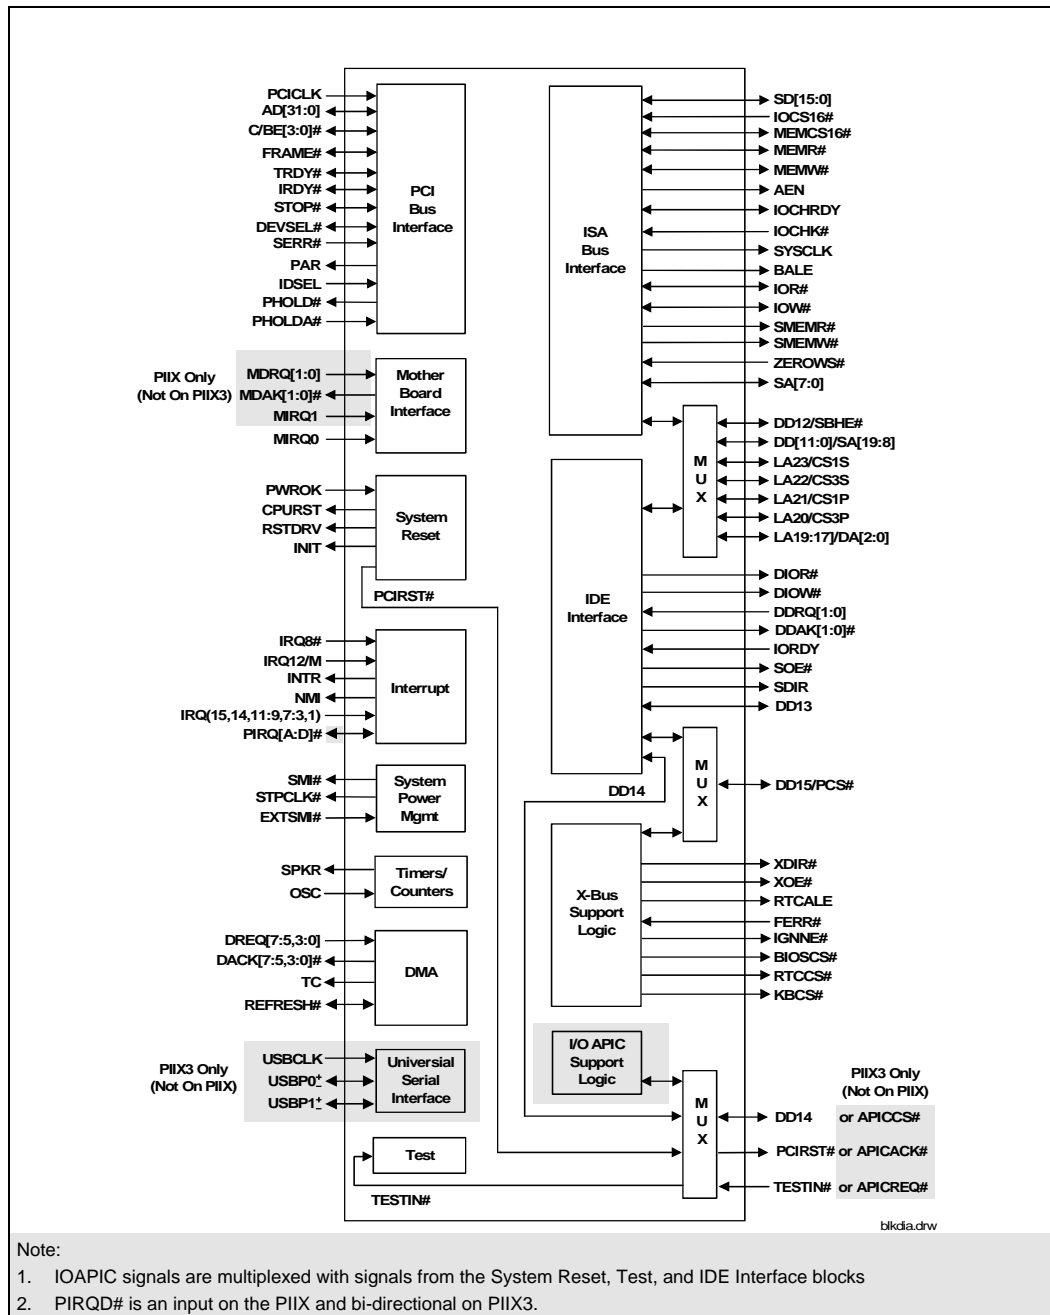 PCICLK
AD[31:0]
C/BE[3:0]#
FRAME#
TRDY#
IRDY#
STOP#
DEVSEL#
SERR#
PAR
IDSEL
PHOLD#
PHOLDA#
PCI
Bus
Interface
PIIX Only
(Not On PIIX3)
MDRQ[1:0]
MDAK[1:0]#
MIRQ1
MIRQ0
Mother
Board
Interface
PWROK
CPURST
RSTDRV
INIT
System
Reset
PCIRST#
IRQ8#
IRQ12/M
INTR
NMI
IRQ(15,14,11:9,7:3,1)
PIRQ[A:D]#
Interrupt
SMI#
STPCLK#
EXTSMI#
System
Power
Mgmt
SPKR
OSC
Timers/
Counters
DREQ[7:5,3:0]
DACK[7:5,3:0]#
TC
REFRESH#
DMA
PIIX3 Only
(Not On PIIX)
USBCLK
USBP0+-
USBP1+-
Universial
Serial
Interface
Test
TESTIN#
ISA
Bus
Interface
SD[15:0]
IOCS16#
MEMCS16#
MEMR#
MEMW#
AEN
IOCHRDY
IOCHK#
SYSCLK
BALE
IOR#
IOW#
SMEMR#
SMEMW#
ZEROWS#
SA[7:0]
MUX
DD12/SBHE#
DD[11:0]/SA[19:8]
LA23/CS1S
LA22/CS3S
LA21/CS1P
LA20/CS3P
LA19:17]/DA[2:0]
IDE
Interface
DIOR#
DIOW#
DDRQ[1:0]
DDAK[1:0]#
IORDY
SOE#
SDIR
DD13
DD14
MUX
DD15/PCS#
X-Bus
Support
Logic
XDIR#
XOE#
RTCALE
FERR#
IGNNE#
BIOSCS#
RTCCS#
KBCS#
I/O APIC
Support
Logic
MUX
PIIX3 Only
(Not On PIIX)
DD14 or APICCS#
PCIRST# or APICACK#
TESTIN# or APICREQ#
blkdia.drw
Note:
1. IOAPIC signals are multiplexed with signals from the System Reset, Test, and IDE Interface blocks
2. PIRQD# is an input on the PIIX and bi-directional on PIIX3.